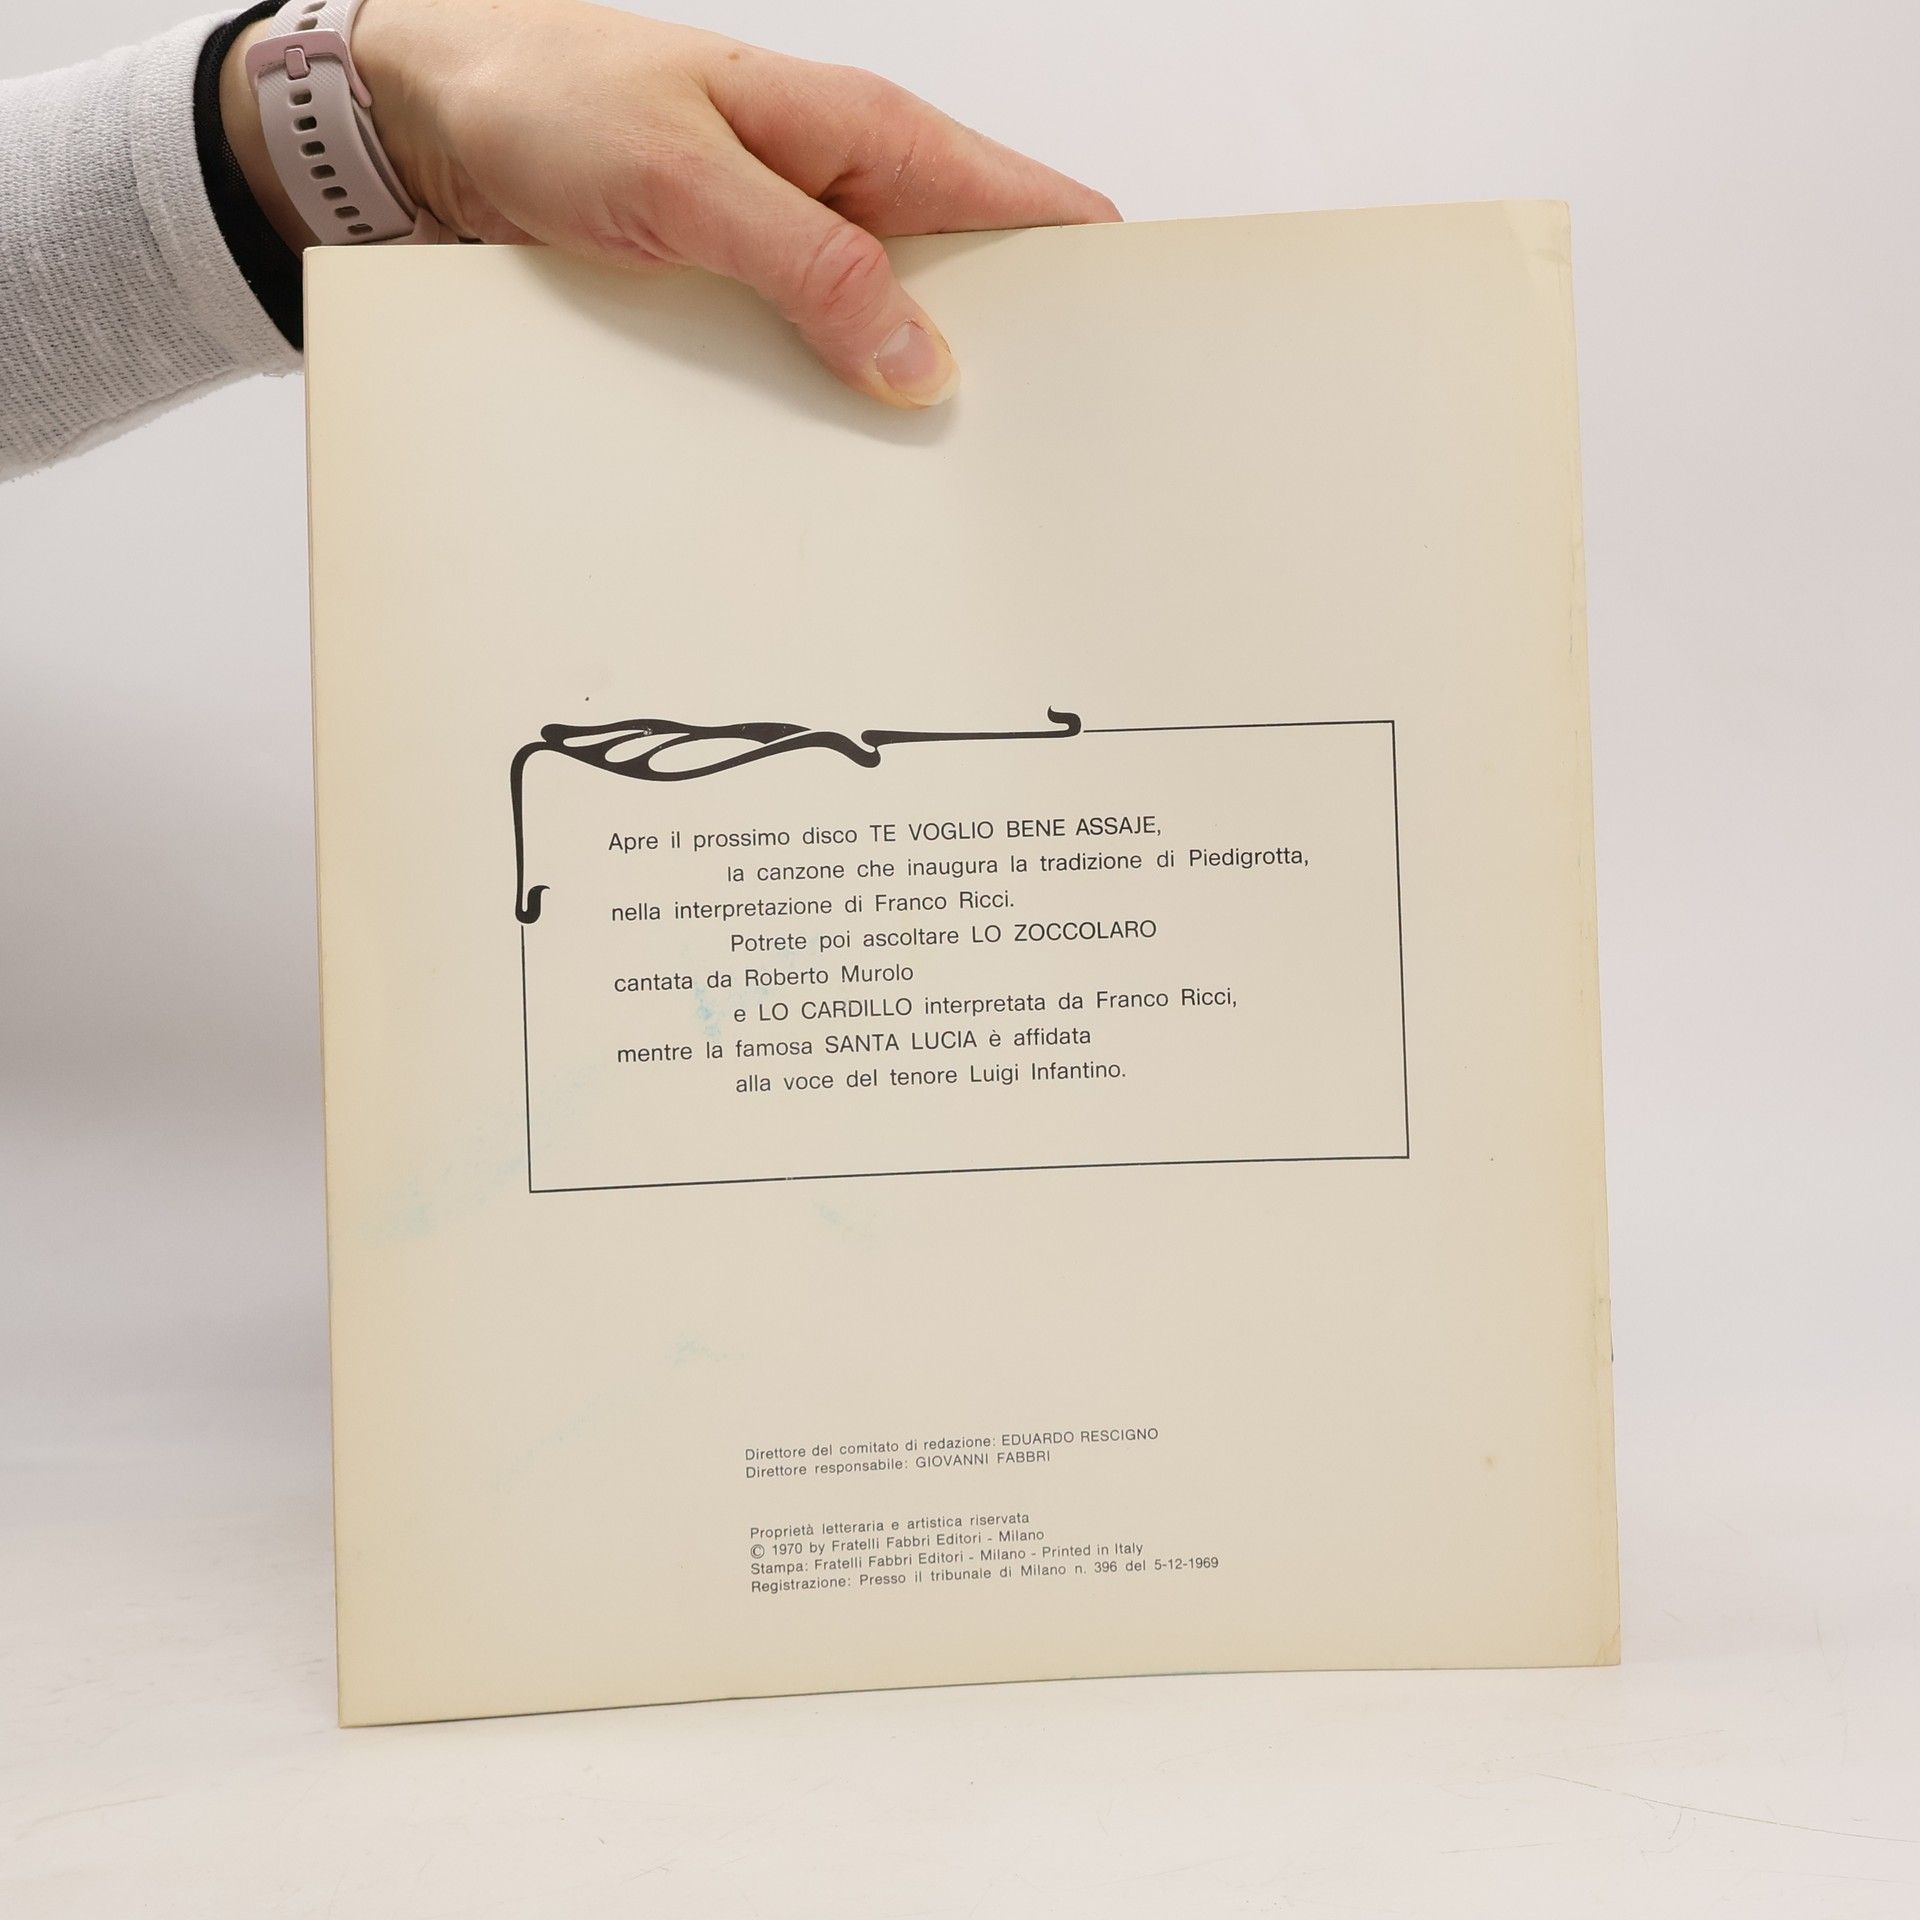 Apre il prossimo disco TE VOGLIO BENE ASSAJE,
la canzone che inaugura la tradizione di Piedigrotta,
nella interpretazione di Franco Ricci.
Potrete poi ascoltare LO ZOCCOLARO
cantata da Roberto Murolo
e LO CARDILLO interpretata da Franco Ricci,
mentre la famosa SANTA LUCIA è affidata
alla voce del tenore Luigi Infantino.
Direttore del comitato di redazione: EDUARDO RESCIGNO
Direttore responsabile: GIOVANNI FABBRI
Proprietà letteraria e artistica riservata
© 1970 by Fratelli Fabbri Editori - Milano
Stampa: Fratelli Fabbri Editori - Milano - Printed in Italy
Registrazione: Presso il tribunale di Milano n. 396 del 5-12-1969